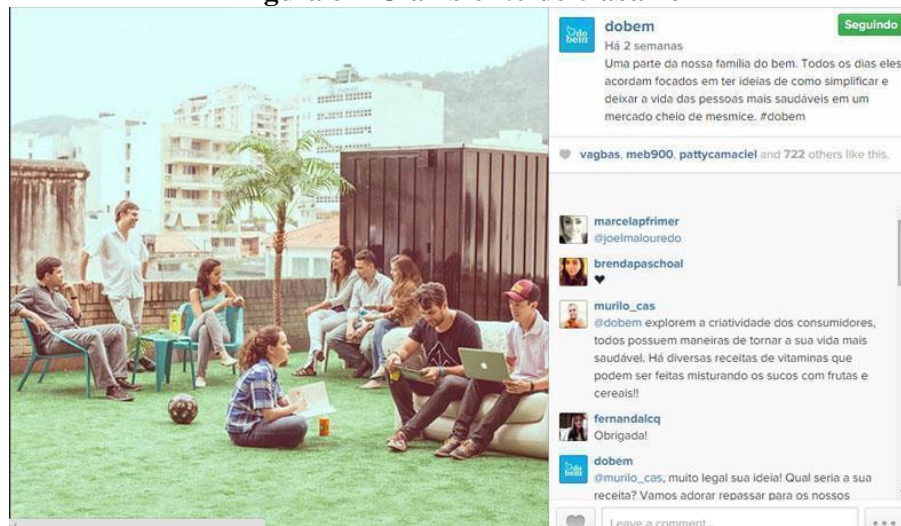 dobem
Seguindo
do
bem
Há 2 semanas
Uma parte da nossa família do bem. Todos os dias eles
acordam focados em ter ideias de como simplificar e
deixar a vida das pessoas mais saudáveis em um
mercado cheio de mesmice. #dobem
vagbas, meb900, pattycamaciel and 722 others like this.
marcelapfrimer
@joelmalouredo
brendapaschoal
♥
murilo_cas
@dobem explorem a criatividade dos consumidores,
todos possuem maneiras de tornar a sua vida mais
saudável. Há diversas receitas de vitaminas que
podem ser feitas misturando os sucos com frutas e
cereais!!
fernandalcq
Obrigada!
dobem
do
bem
@murilo_cas, muito legal sua ideia! Qual seria a sua
receita? Vamos adorar repassar para os nossos
Leave a comment...